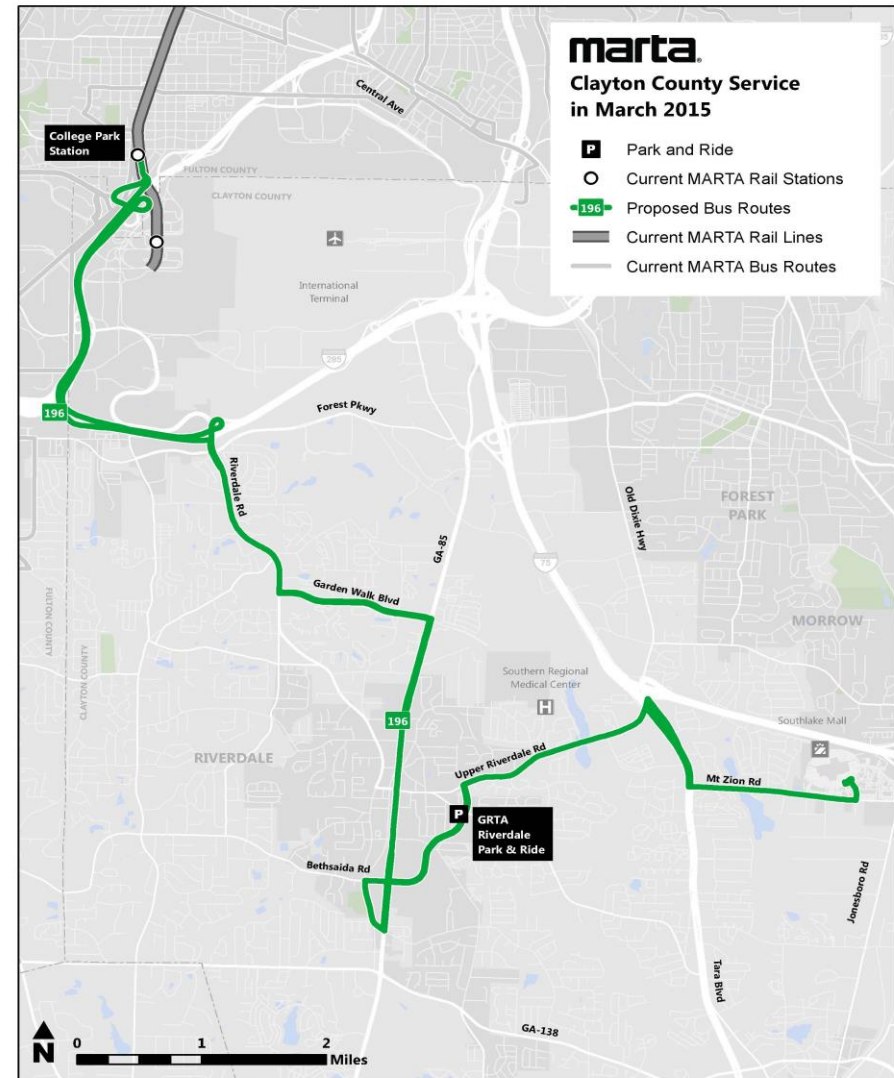 marta
Clayton County Service
in March 2015
P Park and Ride
Current MARTA Rail Stations
196 Proposed Bus Routes
Current MARTA Rail Lines
Current MARTA Bus Routes
Central Ave
College Park
Station
FULTON COUNTY
CLAYTON COUNTY
International
Terminal
285
Forest Pkwy
196
Riverdale Rd
GA-85
Old Dixie Hwy
FOREST
PARK
75
Garden Walk Blvd
FULTON COUNTY
CLAYTON COUNTY
MORROW
Southern Regional
Medical Center
H
196
Southlake Mall
RIVERDALE
Upper Riverdale Rd
Mt Zion Rd
P
GRTA
Riverdale
Park & Ride
Bethsaida Rd
Jonesboro Rd
Tara Blvd
GA-138
N
0 1 2
Miles